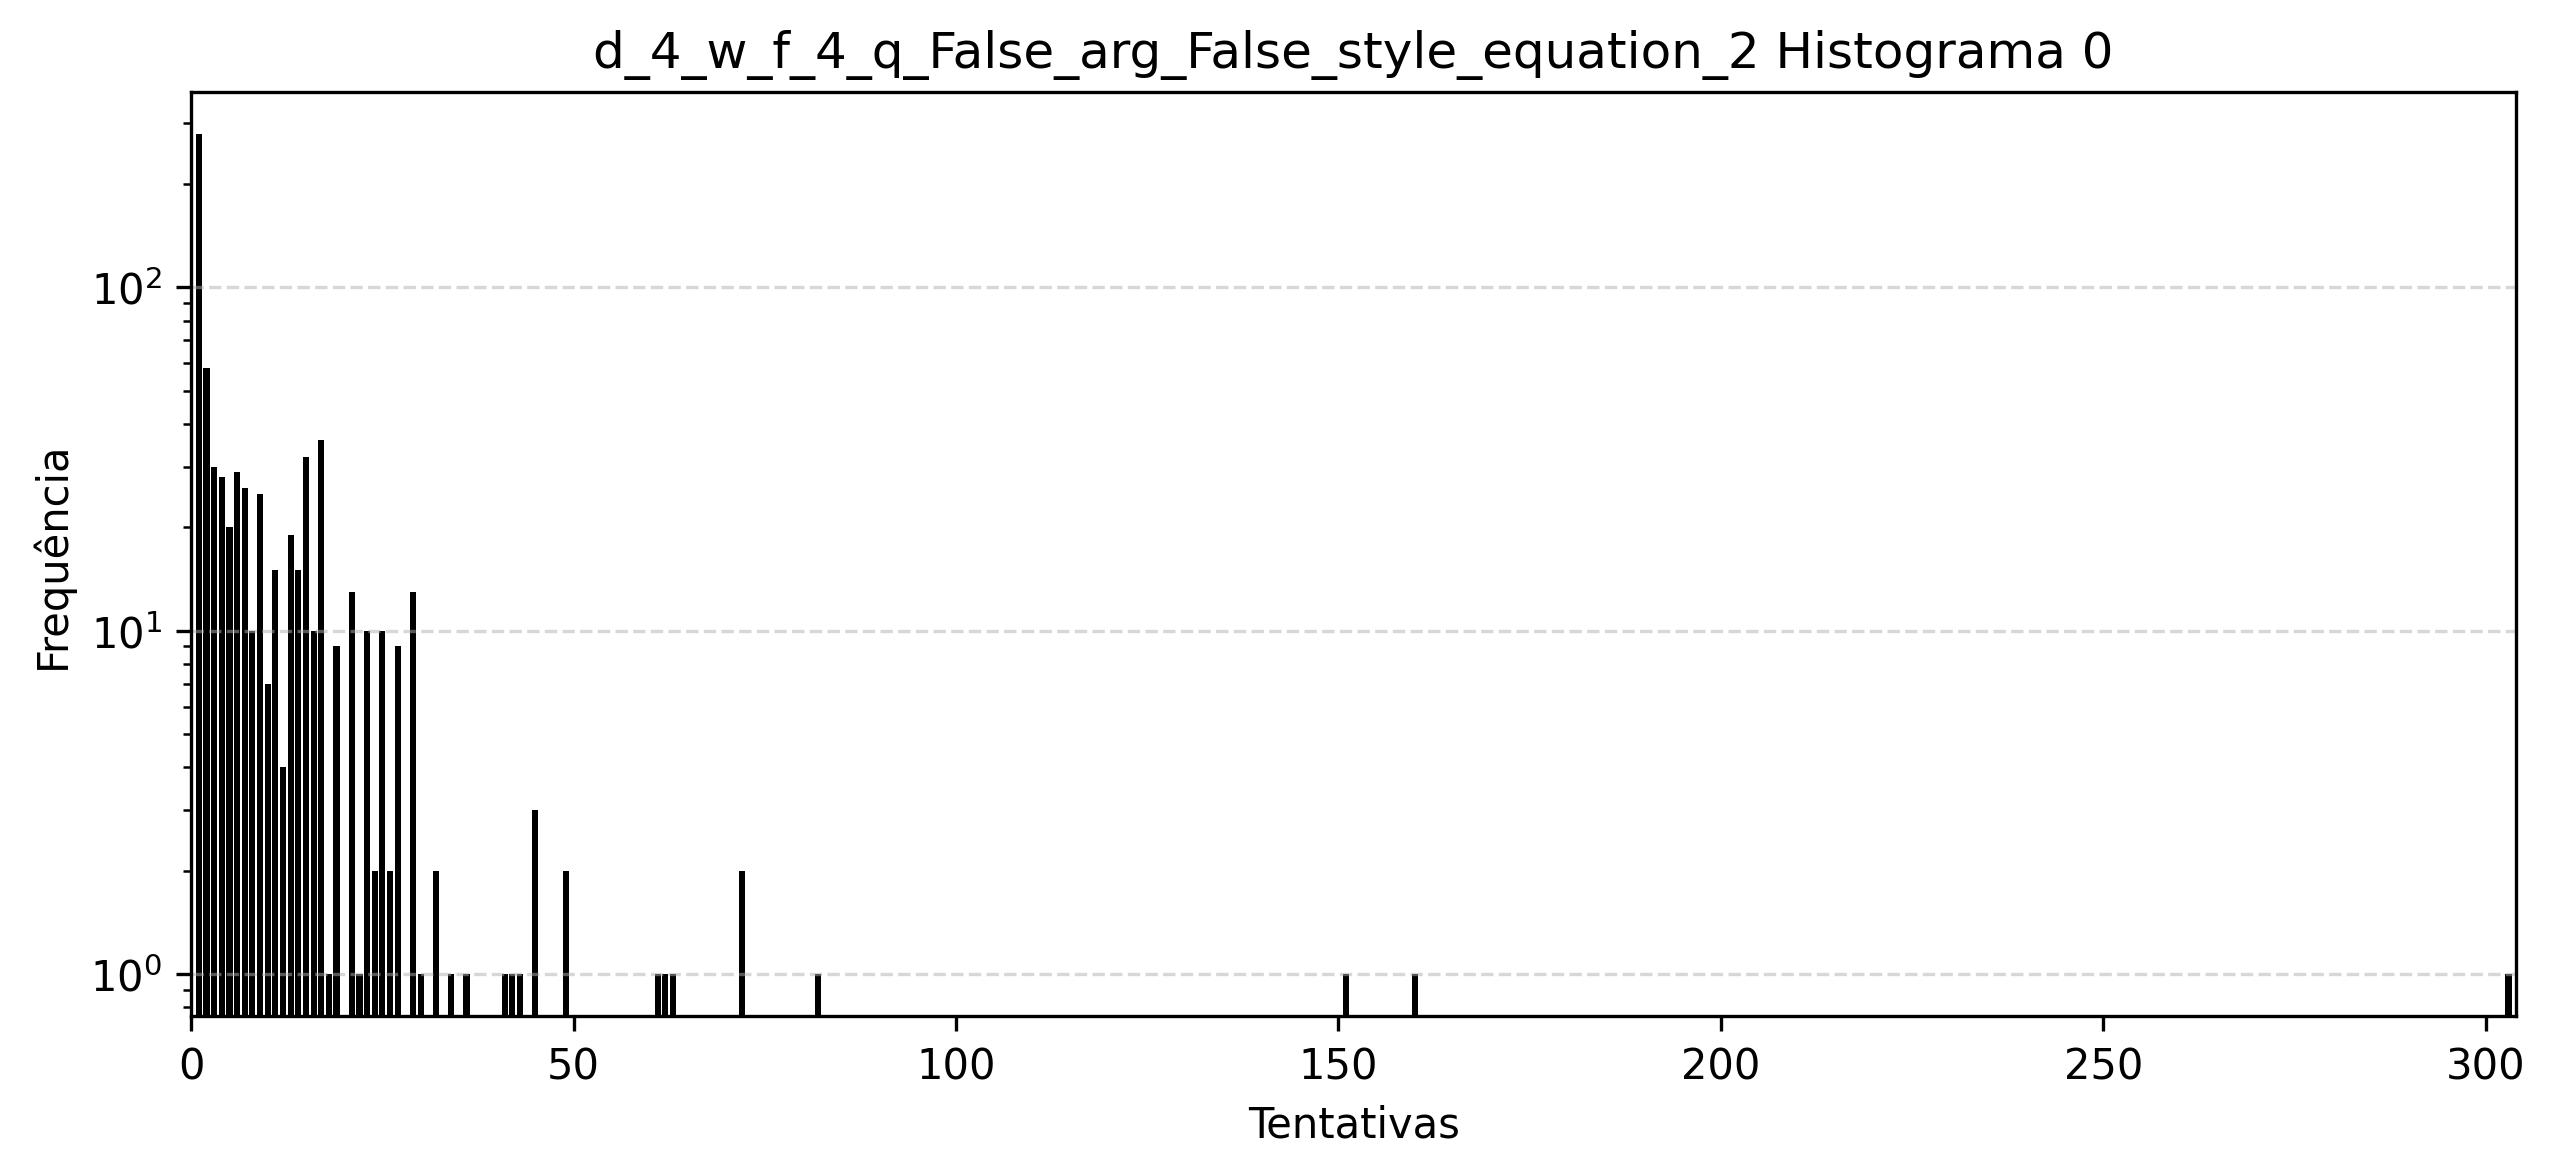 d_4_w_f_4_q_False_arg_False_style_equation_2 Histograma 0
Frequência
10²
10¹
10⁰
0 50 100 150 200 250 300
Tentativas